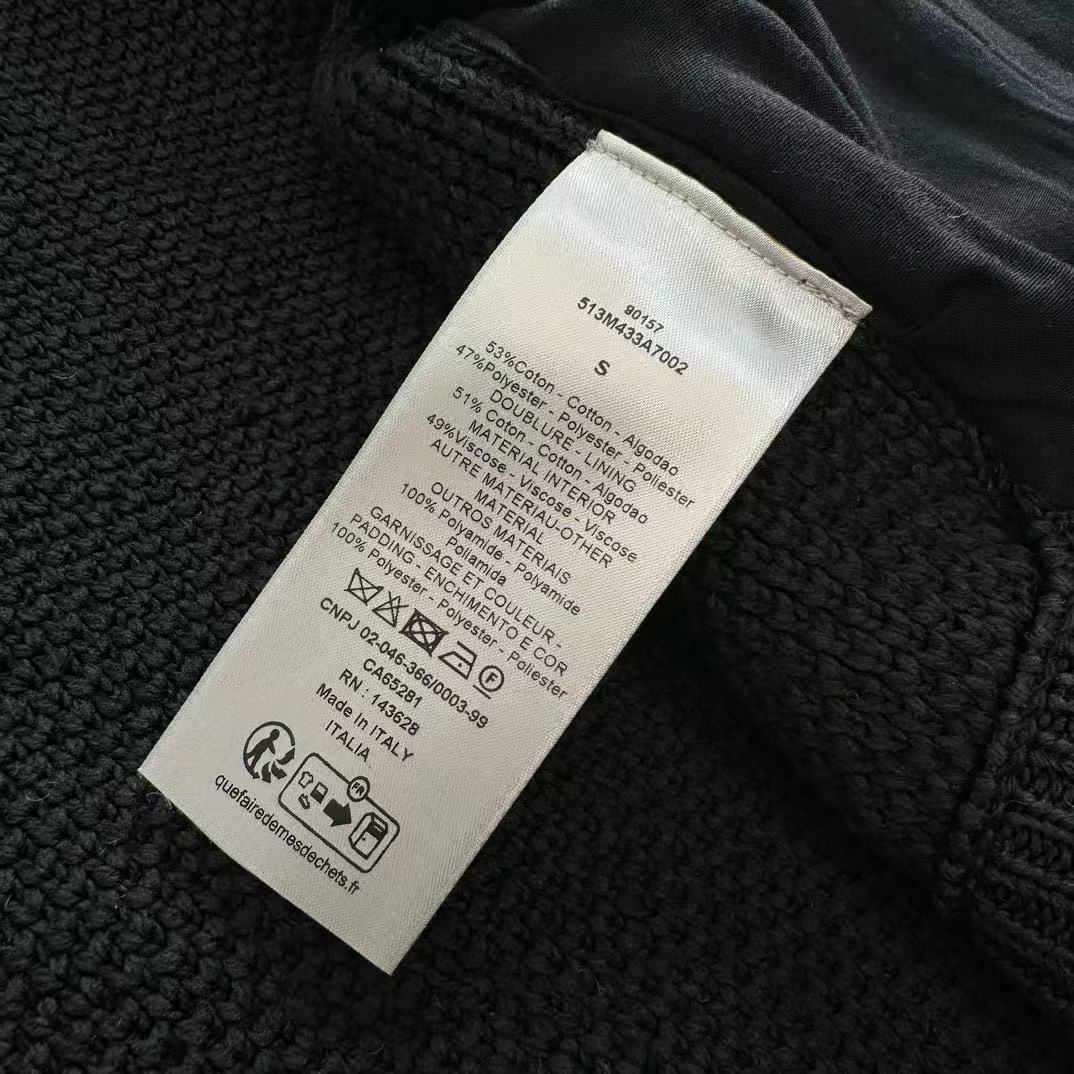 90157
513M433A7002
S
53%Coton - Cotton - Algodao
47%Polyester - Polyester - Poliester
DOUBLURE - LINING
51% Coton - Cotton - Algodao
MATERIAL INTERIOR
49%Viscose - Viscose - Viscose
AUTRE MATERIAU-OTHER
MATERIAL
OUTROS MATERIAIS
100% Polyamide - Polyamide
Poliamida
GARNISSAGE ET COULEUR -
PADDING - ENCHIMENTO E COR
100% Polyester - Polyester - Poliester
F
CNPJ 02-046-366/0003-99
CA65281
RN : 143628
Made In ITALY
ITALIA
FR
quefairedemesdechets.fr